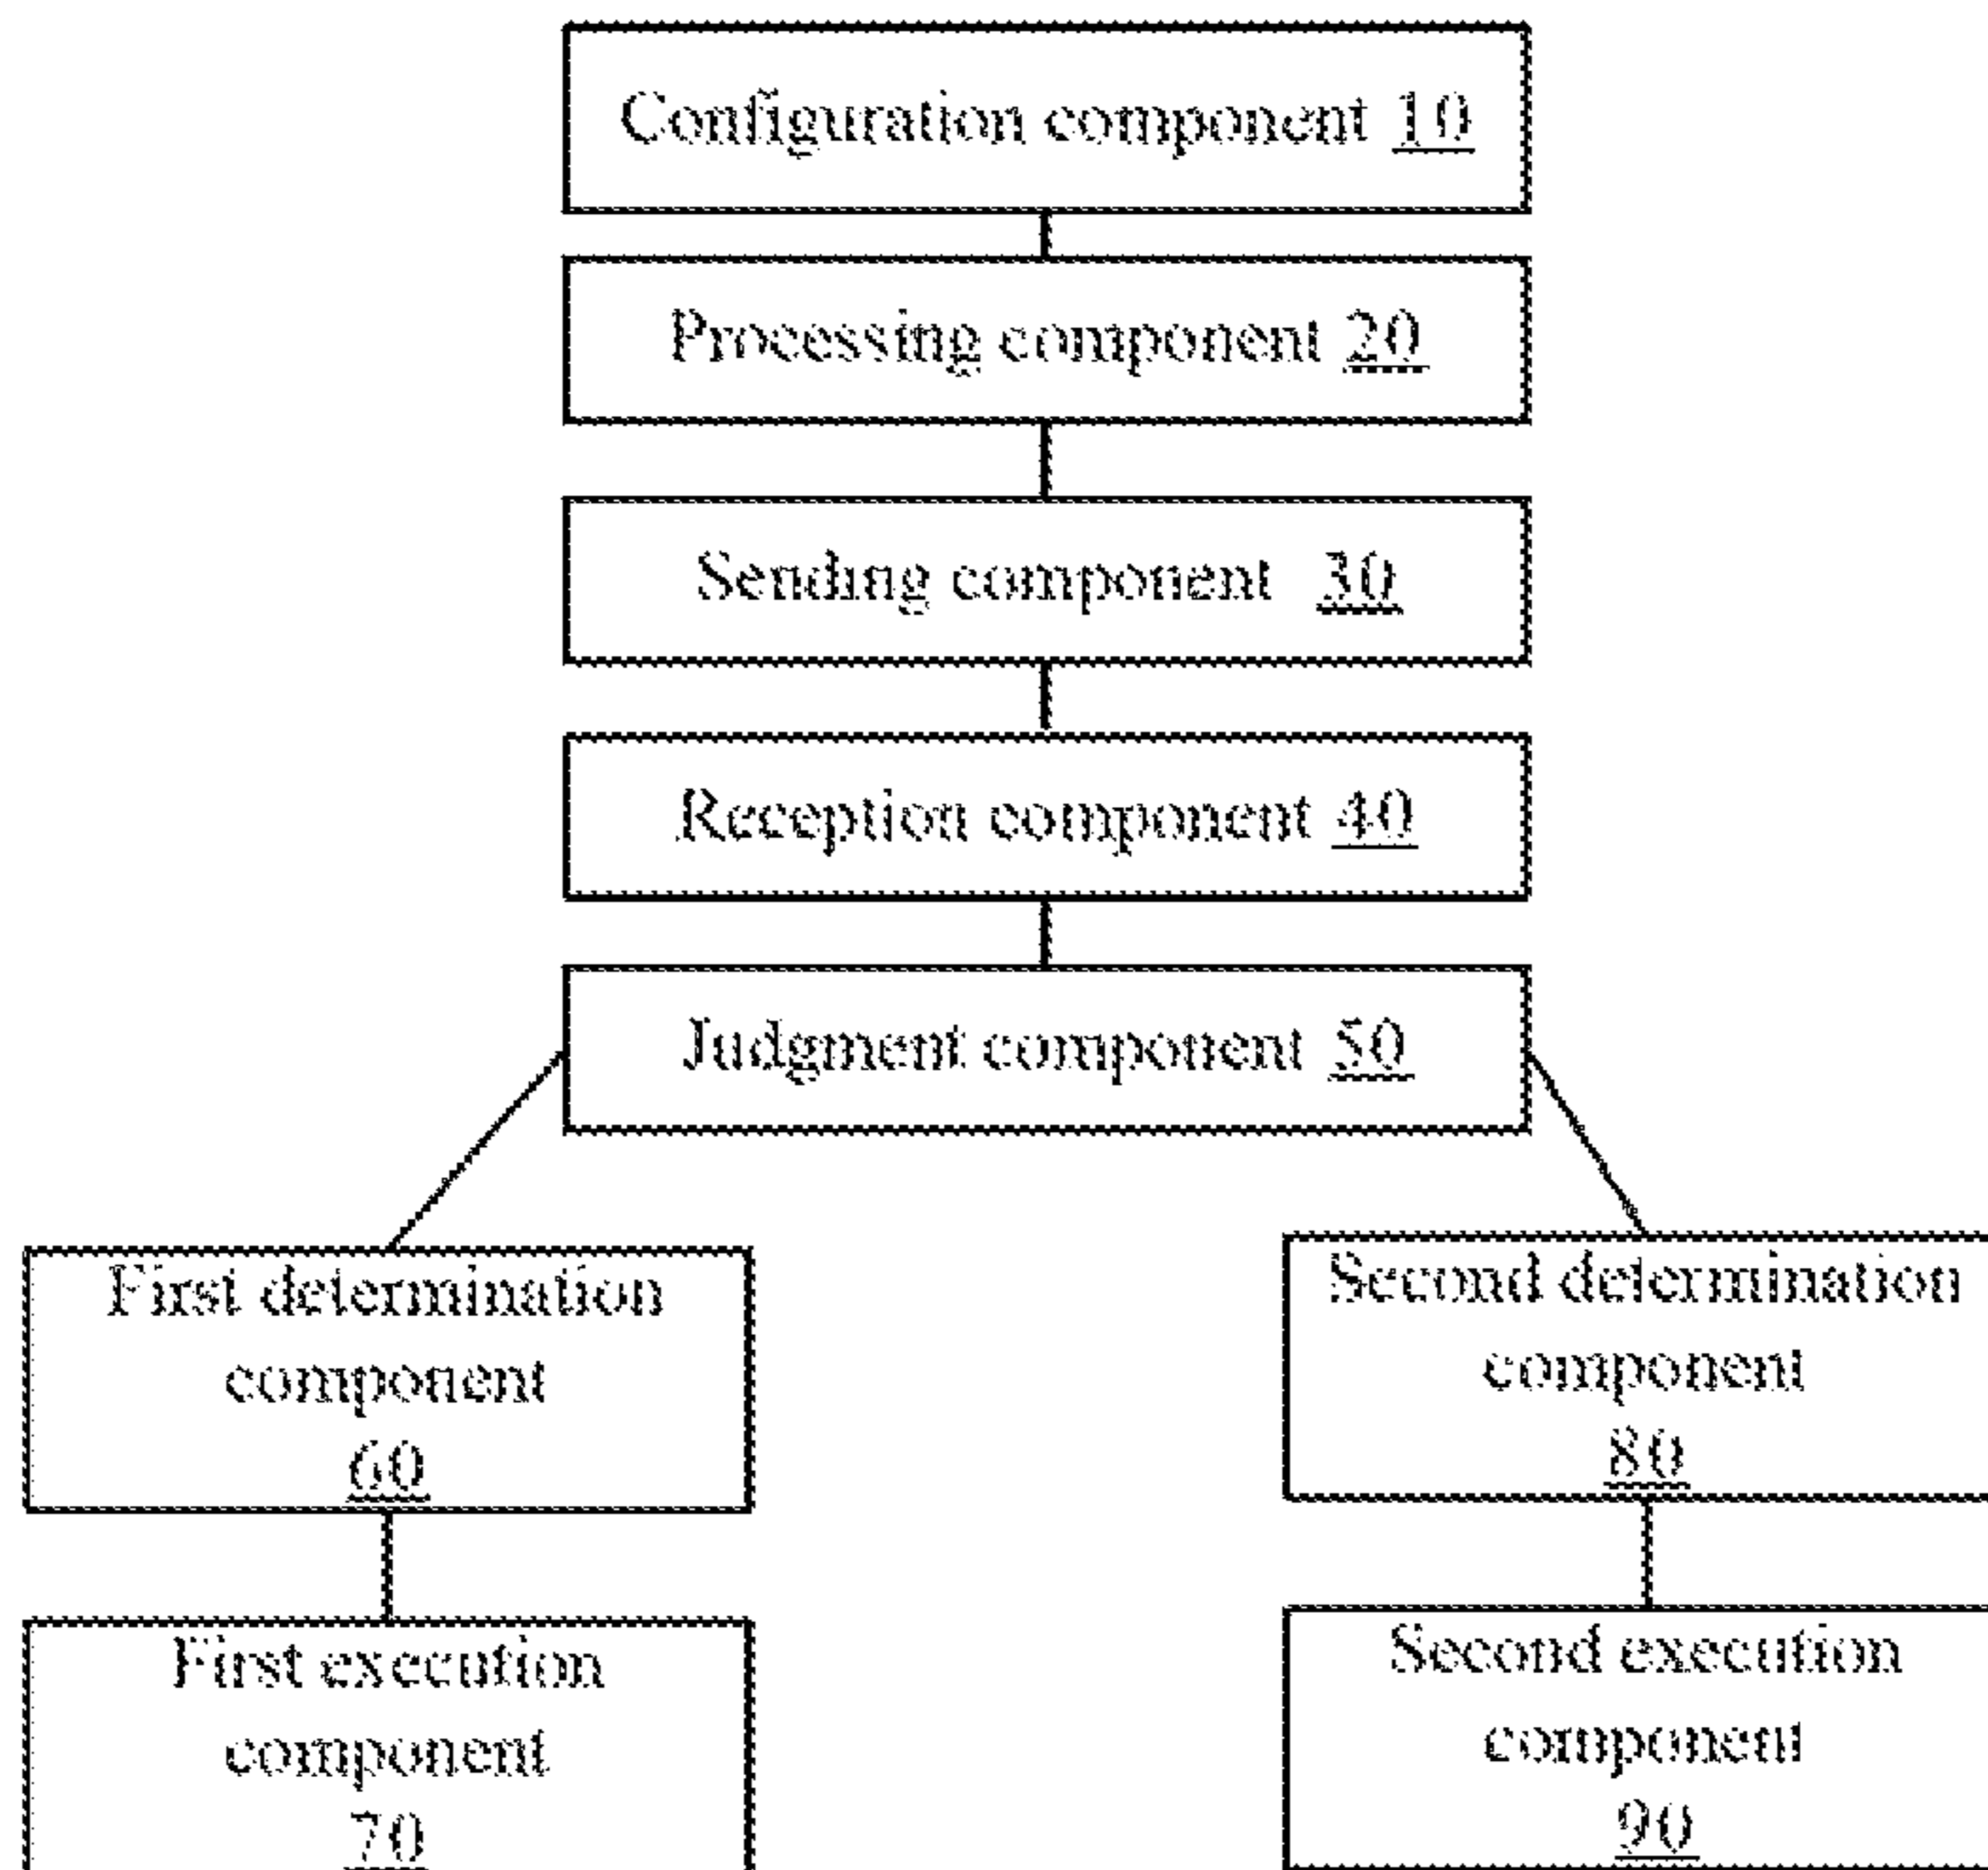 Configuration component 10
Processing component 20
Sending component 30
Reception component 40
Judgment component 50
First determination
component
60
Second determination
component
80
First execution
component
70
Second execution
component
90